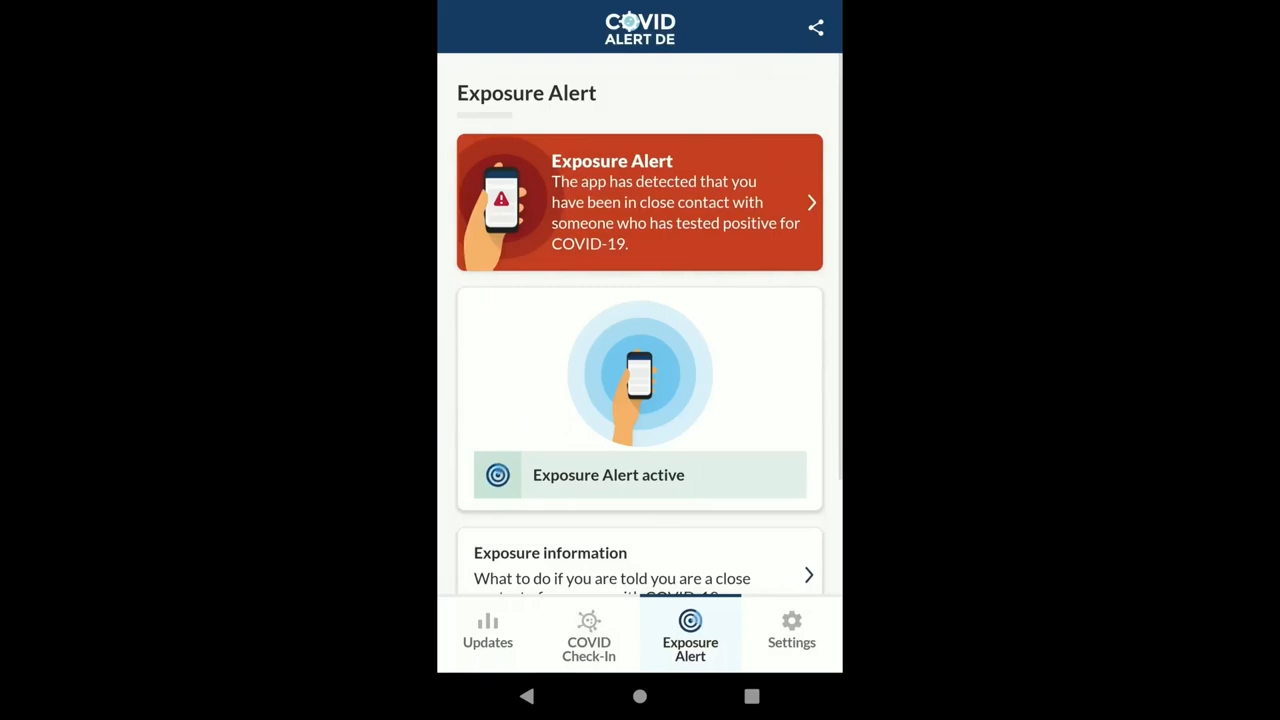 COVID
ALERT DE
Exposure Alert
Exposure Alert
The app has detected that you
have been in close contact with
someone who has tested positive for
COVID-19.
Exposure Alert active
Exposure information
What to do if you are told you are a close
Updates
COVID
Check-In
Exposure
Alert
Settings